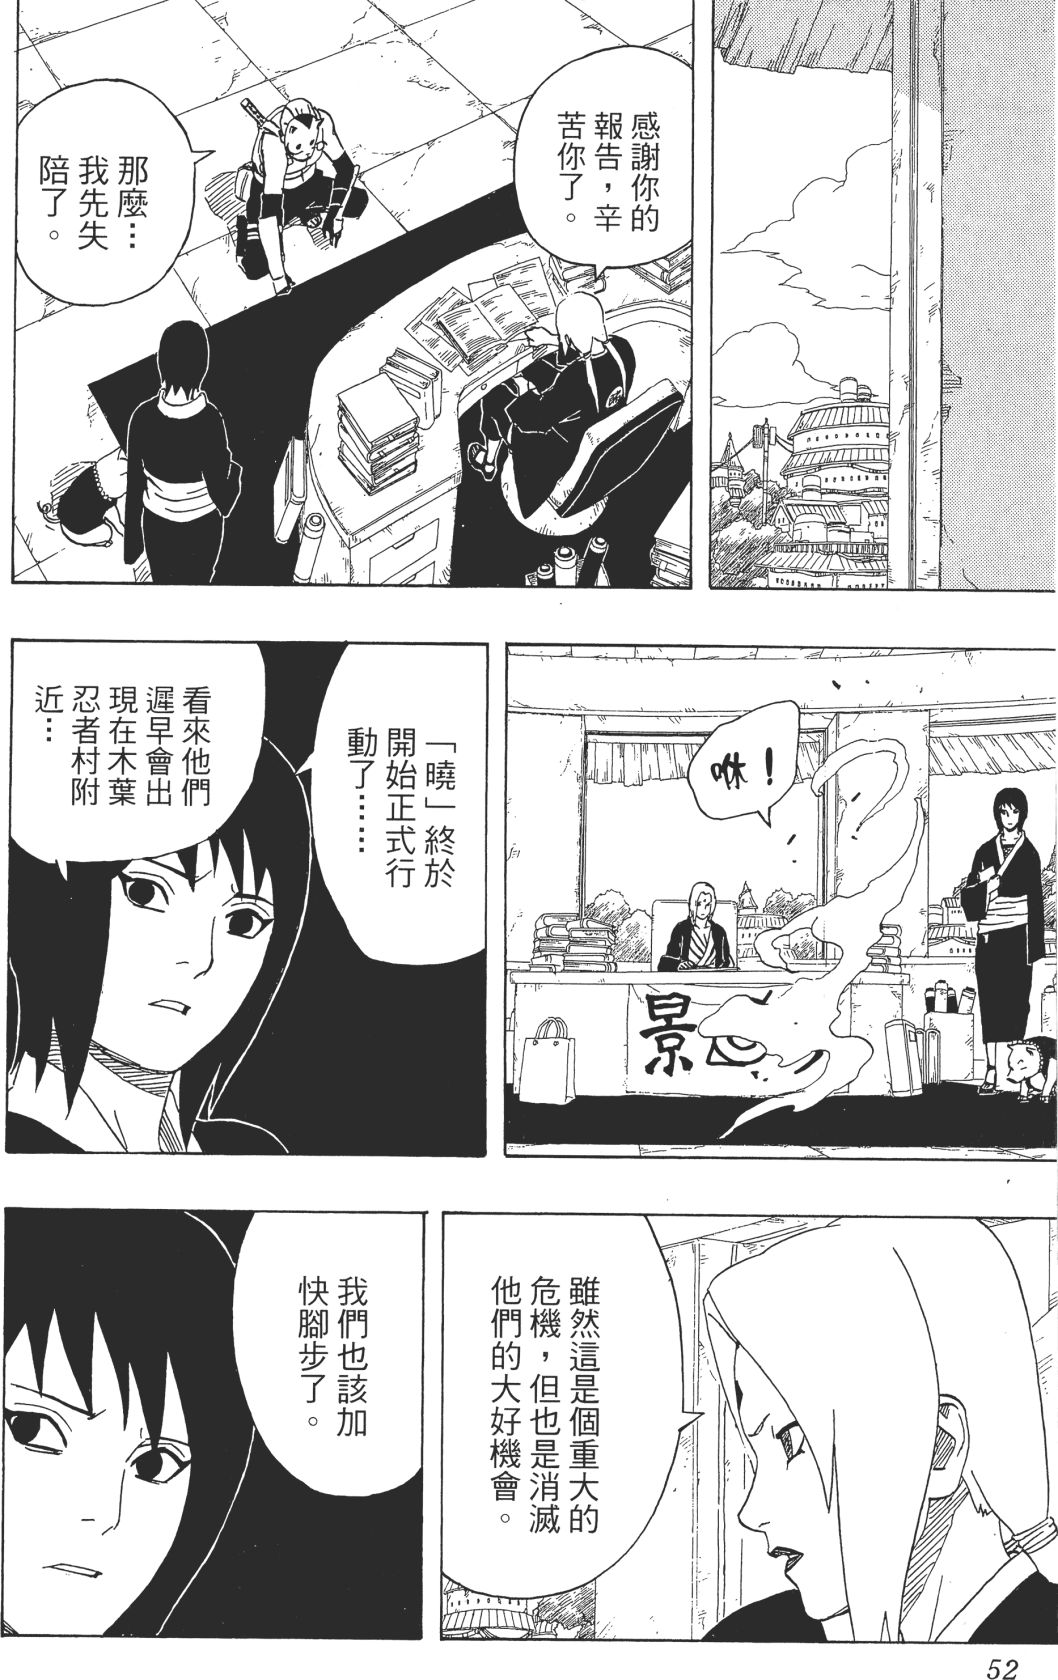 感謝你的
報告，辛
苦你了。
那麼…
我先失
陪了。
咻！
景
「曉」終於
開始正式行
動了……
看來他們
遲早會出
現在木葉
忍者村附
近…
雖然這是個重大的
危機，但也是消滅
他們的大好機會。
我們也該加
快腳步了。
52